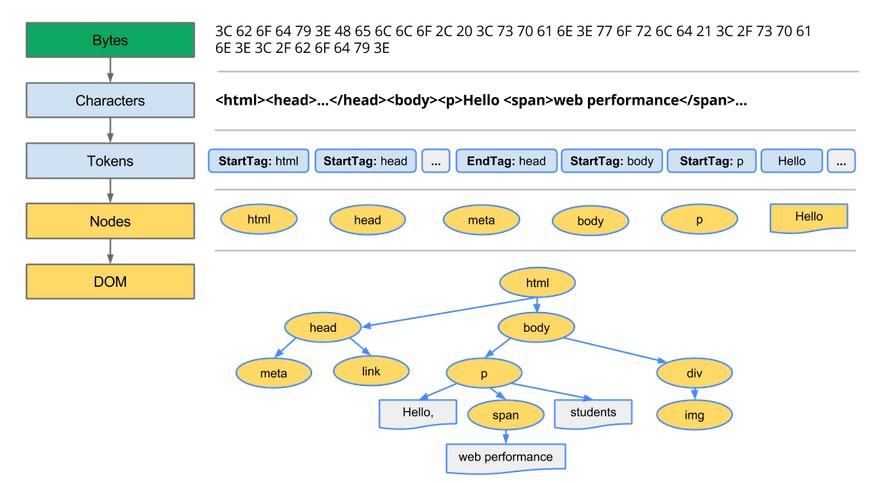 Bytes
3C 62 6F 64 79 3E 48 65 6C 6C 6F 2C 20 3C 73 70 61 6E 3E 77 6F 72 6C 64 21 3C 2F 73 70 61
6E 3E 3C 2F 62 6F 64 79 3E
Characters
<html><head>...</head><body><p>Hello <span>web performance</span>...
Tokens
StartTag: html
StartTag: head
...
EndTag: head
StartTag: body
StartTag: p
Hello
...
Nodes
html
head
meta
body
p
Hello
DOM
html
head
body
meta
link
p
div
Hello,
span
students
img
web performance